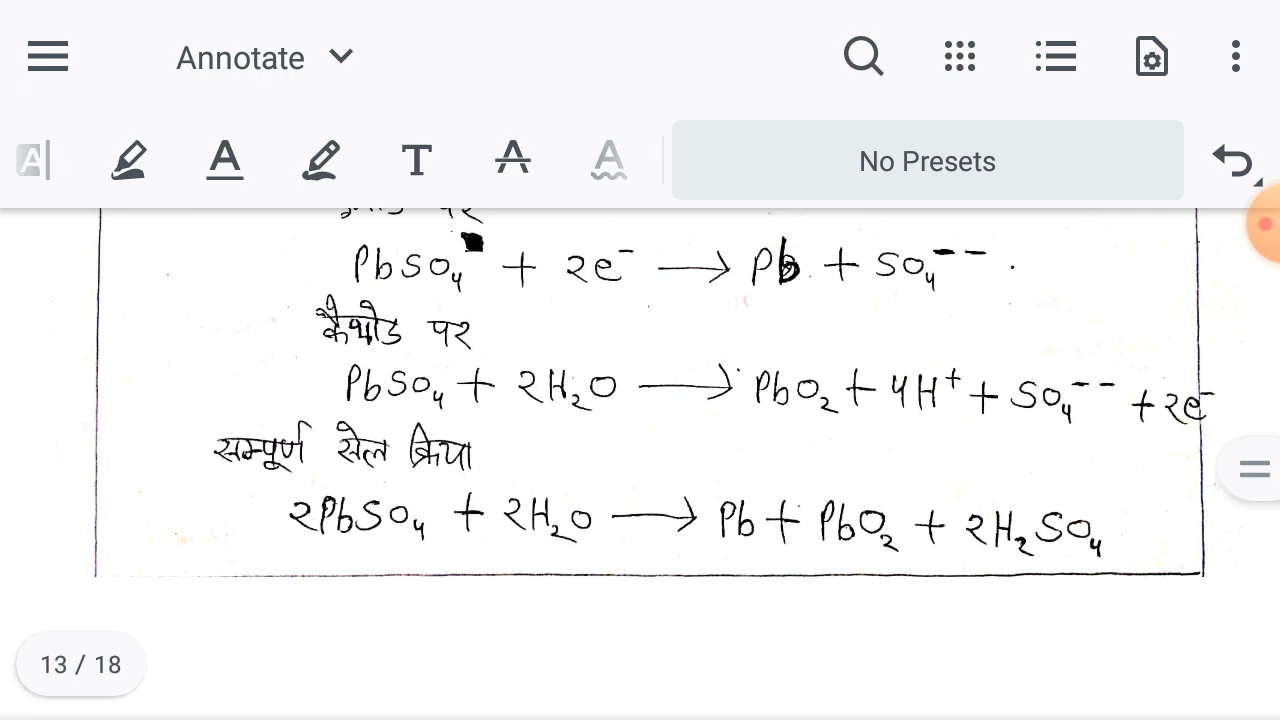 Annotate
No Presets
पर
PbSO₄ + 2e⁻ → Pb + SO₄⁻⁻ .
कैथोड पर
PbSO₄ + 2H₂O → PbO₂ + 4H⁺ + SO₄⁻⁻ + 2e⁻
सम्पूर्ण सेल क्रिया
2PbSO₄ + 2H₂O → Pb + PbO₂ + 2H₂SO₄
13 / 18